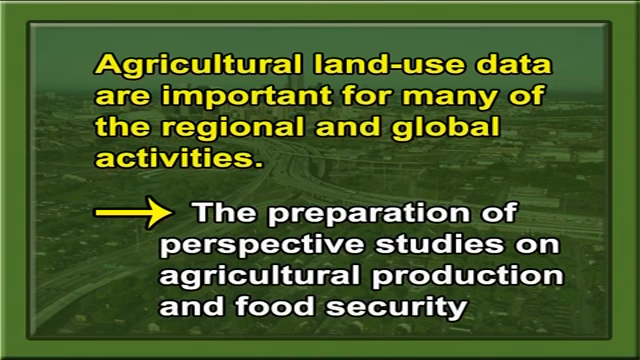 Agricultural land-use data
are important for many of
the regional and global
activities.
The preparation of
perspective studies on
agricultural production
and food security